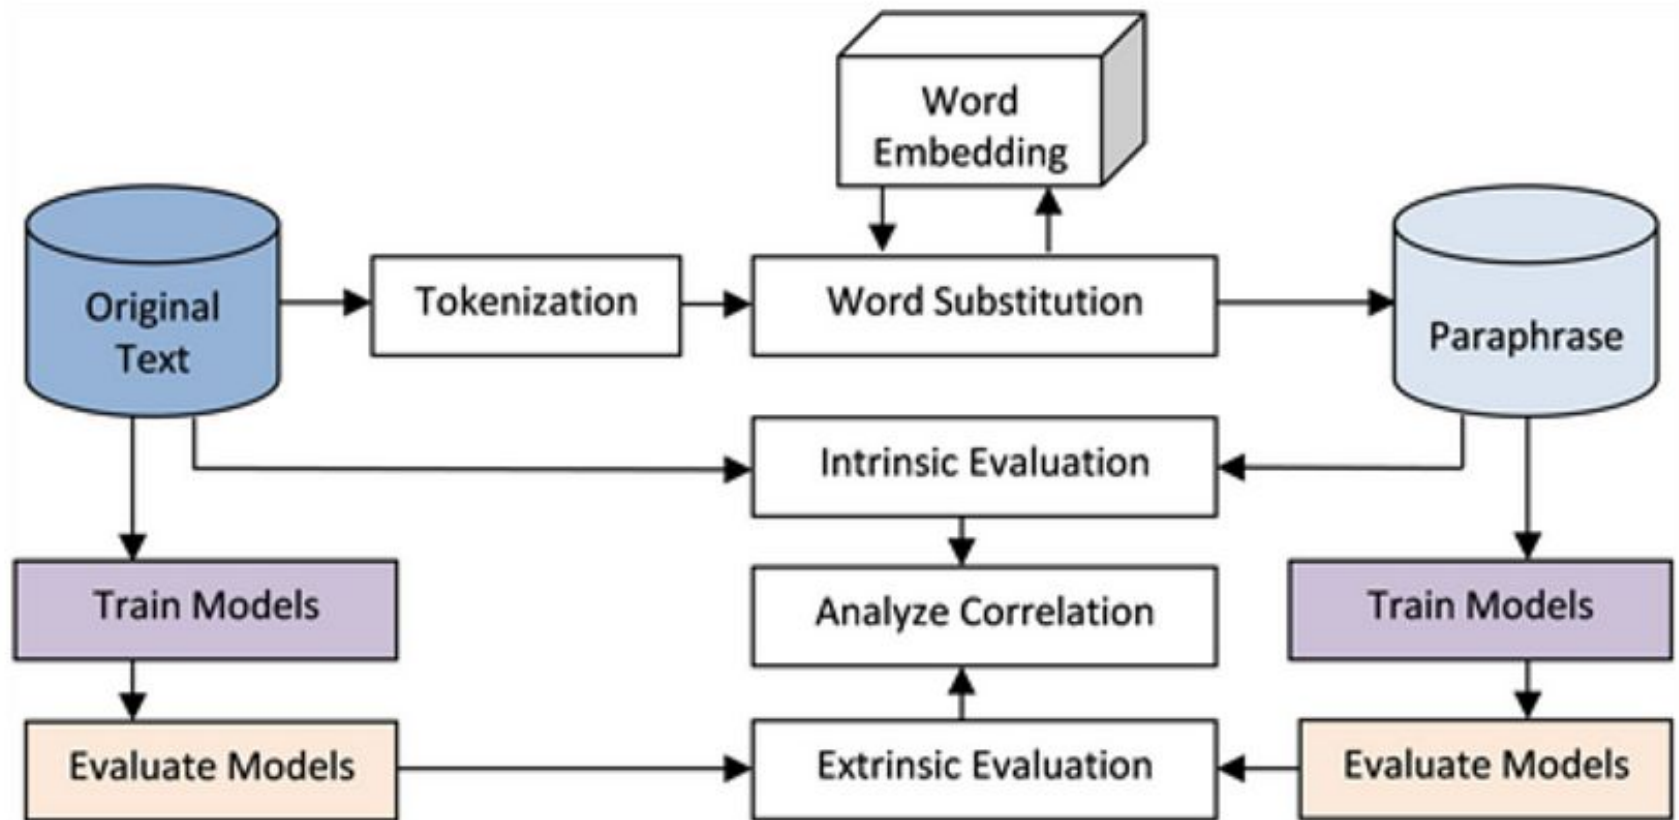 Word
Embedding
Original
Text
Tokenization
Word Substitution
Paraphrase
Intrinsic Evaluation
Train Models
Analyze Correlation
Train Models
Evaluate Models
Extrinsic Evaluation
Evaluate Models